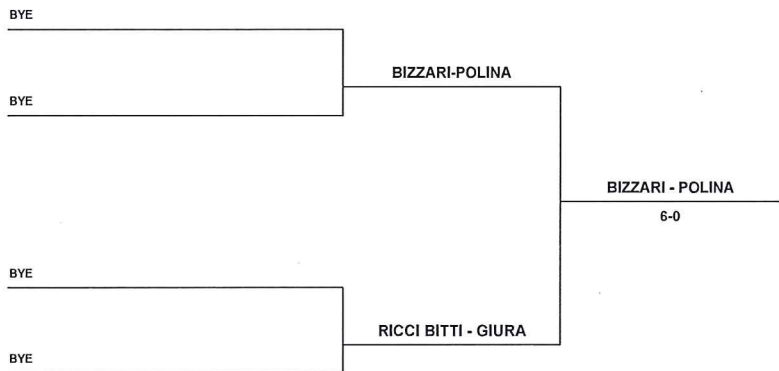 BYE
BIZZARI-POLINA
BYE
BIZZARI - POLINA
6-0
BYE
RICCI BITTI - GIURA
BYE